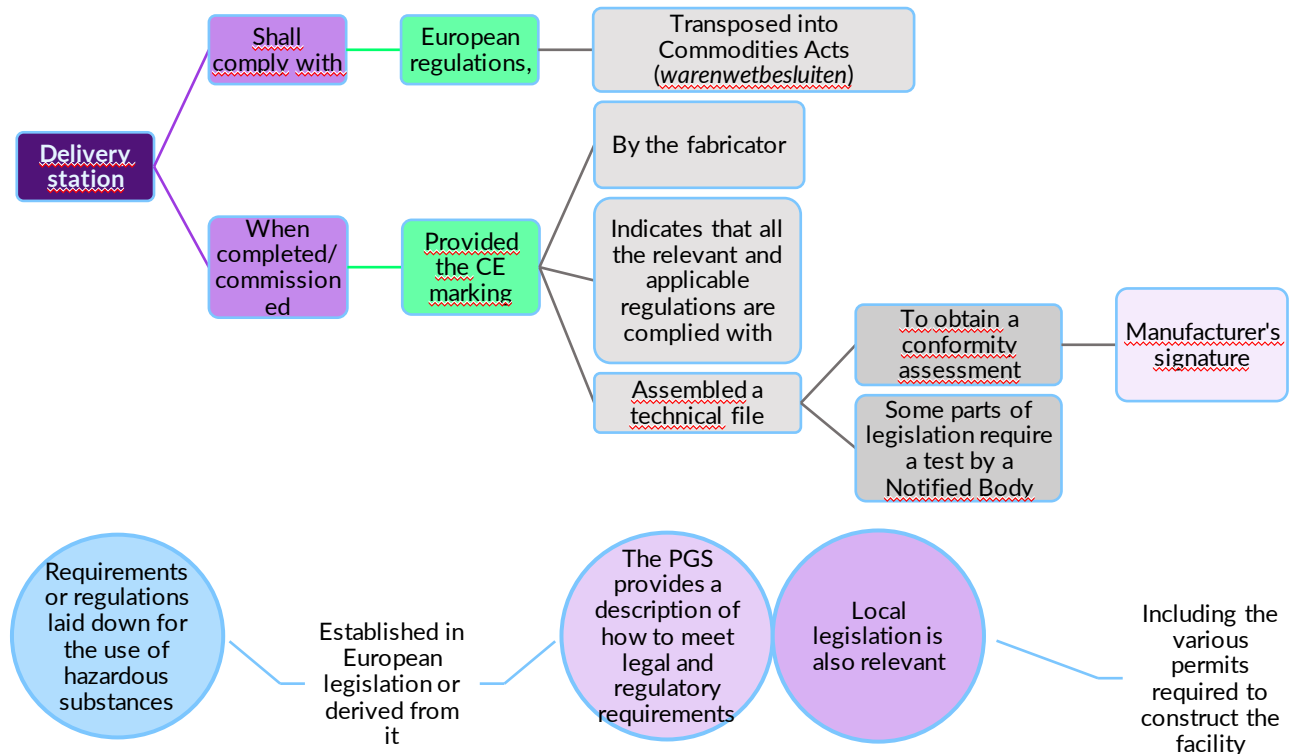 Shall
comply with
European
regulations,
Transposed into
Commodities Acts
(warenwetbesluiten)
Delivery
station
By the fabricator
When
completed/
commission
ed
Provided
the CE
marking
Indicates that all
the relevant and
applicable
regulations are
complied with
Assembled a
technical file
To obtain a
conformity
assessment
Manufacturer's
signature
Some parts of
legislation require
a test by a
Notified Body
Requirements
or regulations
laid down for
the use of
hazardous
substances
Established in
European
legislation or
derived from
it
The PGS
provides a
description of
how to meet
legal and
regulatory
requirements
Local
legislation is
also relevant
Including the
various
permits
required to
construct the
facility